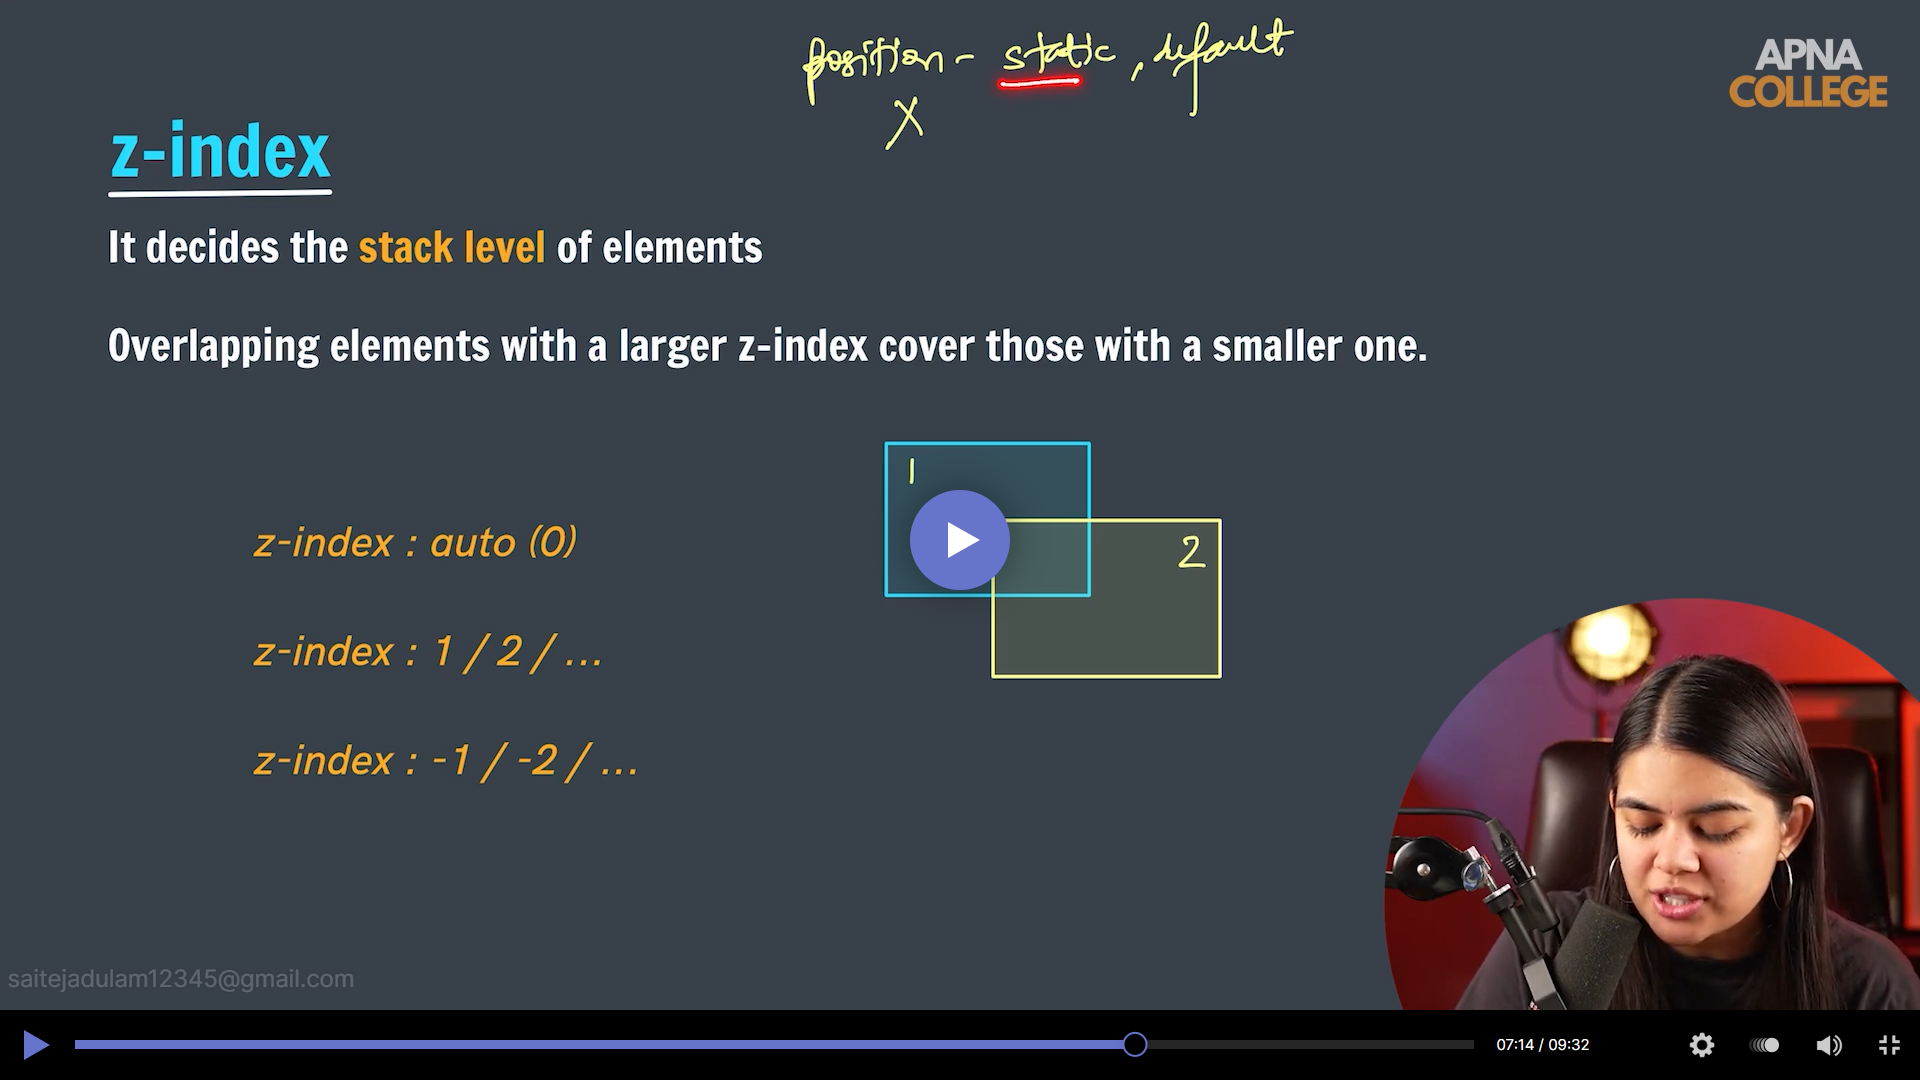 position - static, default
X
APNA
COLLEGE
z-index
It decides the stack level of elements
Overlapping elements with a larger z-index cover those with a smaller one.
1
2
z-index : auto (0)
z-index : 1 / 2 / ...
z-index : -1 / -2 / ...
saitejadulam12345@gmail.com
07:14 / 09:32